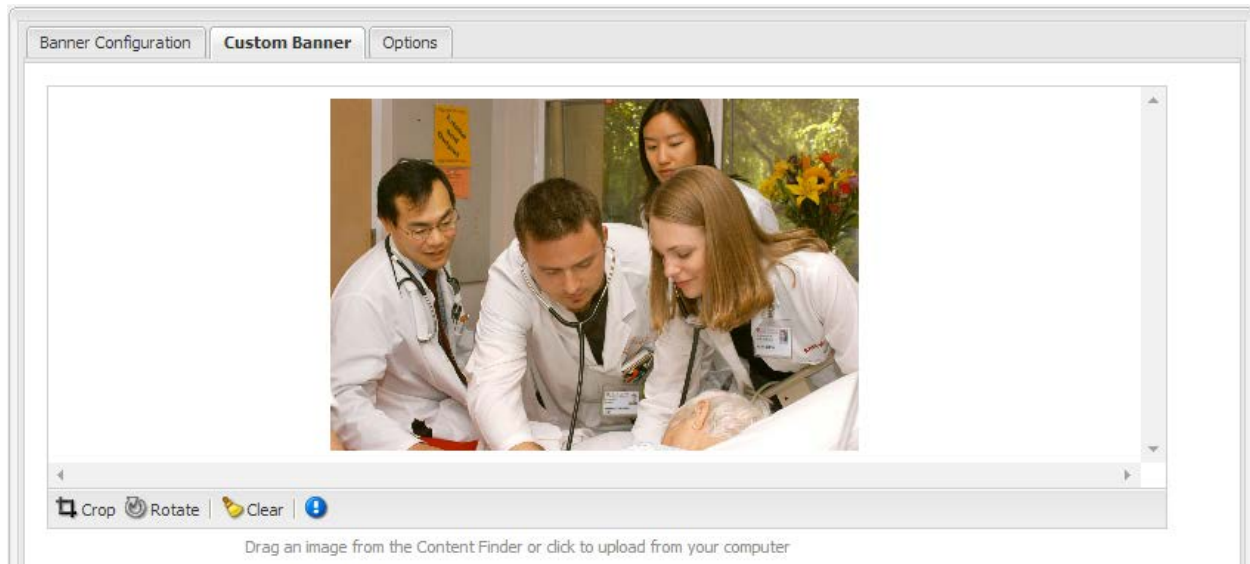 Banner Configuration
Custom Banner
Options
Crop Rotate Clear
Drag an image from the Content Finder or click to upload from your computer